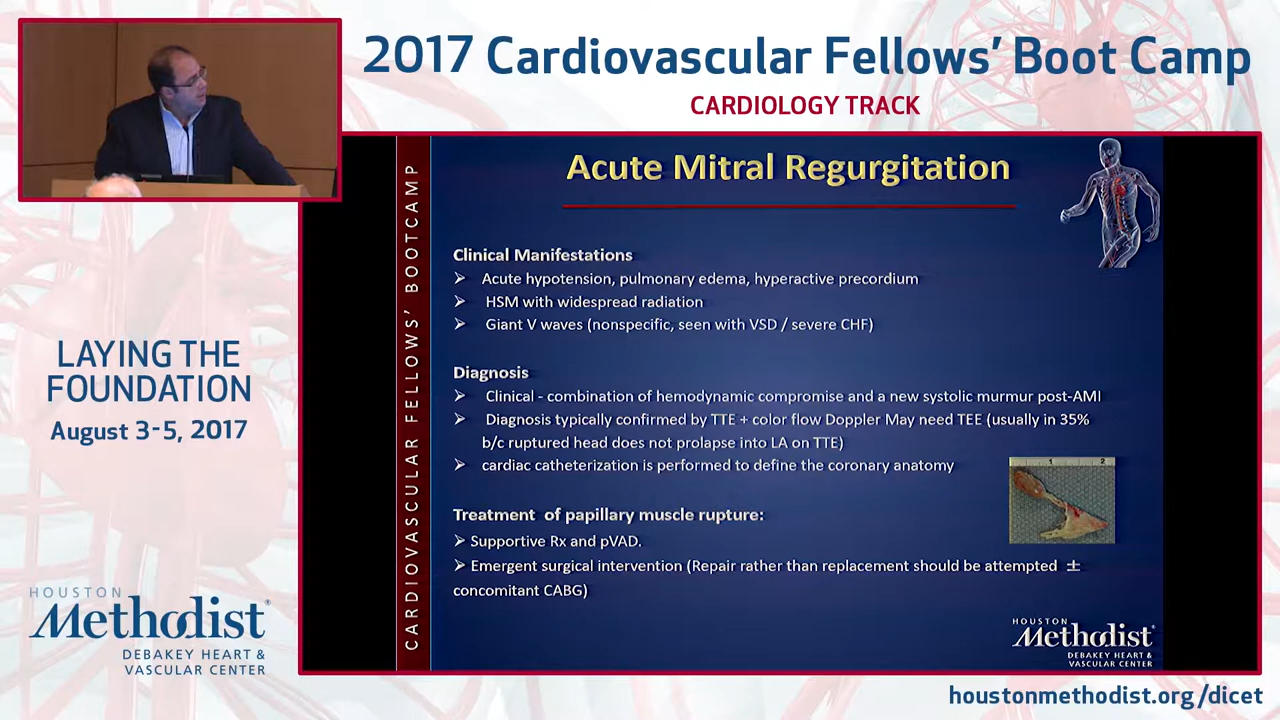 2017 Cardiovascular Fellows' Boot Camp
CARDIOLOGY TRACK
LAYING THE
FOUNDATION
August 3-5, 2017
HOUSTON
Methodist®
DEBAKEY HEART &
VASCULAR CENTER
CARDIOVASCULAR FELLOWS' BOOTCAMP
Acute Mitral Regurgitation
Clinical Manifestations
➢ Acute hypotension, pulmonary edema, hyperactive precordium
➢ HSM with widespread radiation
➢ Giant V waves (nonspecific, seen with VSD / severe CHF)
Diagnosis
➢ Clinical - combination of hemodynamic compromise and a new systolic murmur post-AMI
➢ Diagnosis typically confirmed by TTE + color flow Doppler May need TEE (usually in 35%
b/c ruptured head does not prolapse into LA on TTE)
➢ cardiac catheterization is performed to define the coronary anatomy
1 2
Treatment of papillary muscle rupture:
➢ Supportive Rx and pVAD.
➢ Emergent surgical intervention (Repair rather than replacement should be attempted ±
concomitant CABG)
HOUSTON
Methodist®
DEBAKEY HEART &
VASCULAR CENTER
houstonmethodist.org/dicet